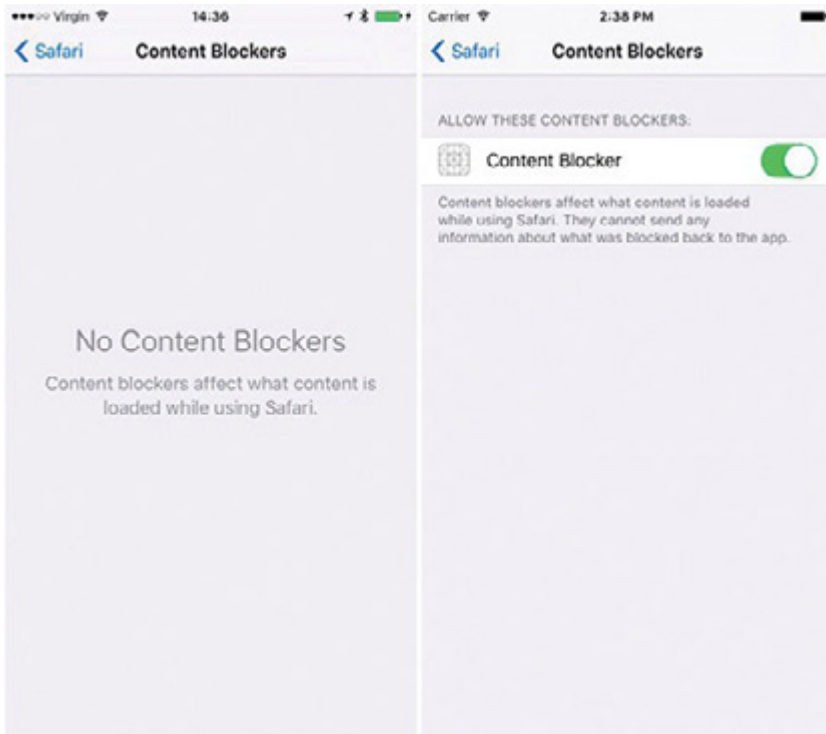 Virgin 14:36
Safari Content Blockers
No Content Blockers
Content blockers affect what content is
loaded while using Safari.
Carrier 2:38 PM
Safari Content Blockers
ALLOW THESE CONTENT BLOCKERS:
Content Blocker
Content blockers affect what content is loaded
while using Safari. They cannot send any
information about what was blocked back to the app.